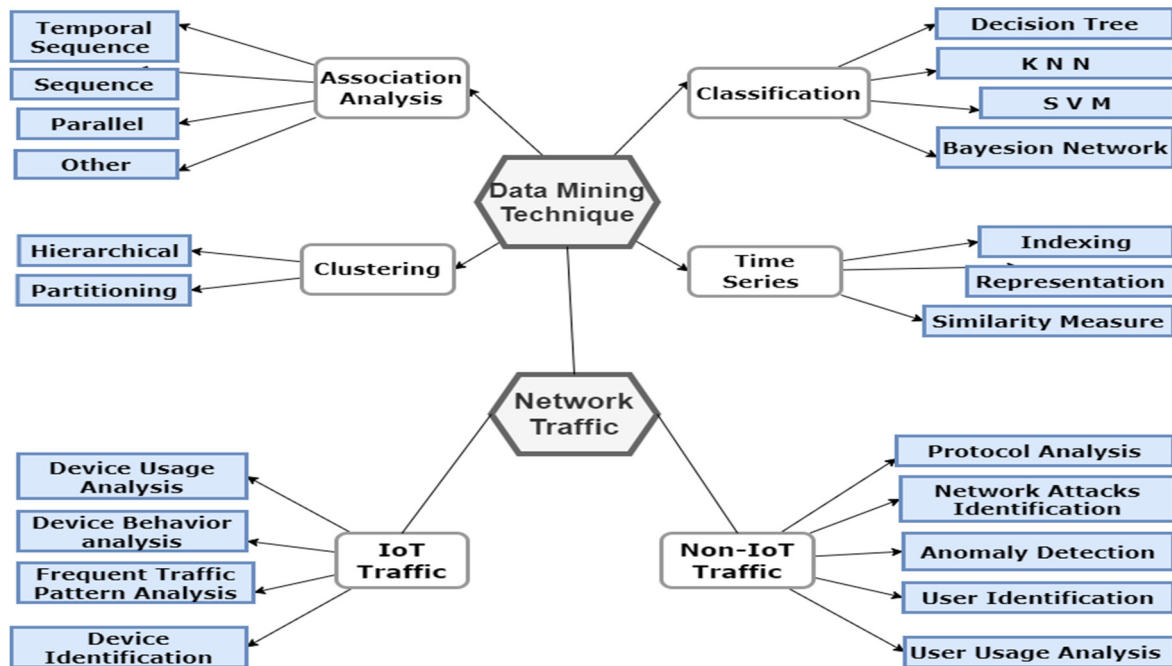 Temporal
Sequence
Sequence
Parallel
Other
Association
Analysis
Classification
Decision Tree
K N N
S V M
Bayesion Network
Data Mining
Technique
Hierarchical
Partitioning
Clustering
Time
Series
Indexing
Representation
Similarity Measure
Network
Traffic
Device Usage
Analysis
Device Behavior
analysis
Frequent Traffic
Pattern Analysis
Device
Identification
IoT
Traffic
Non-IoT
Traffic
Protocol Analysis
Network Attacks
Identification
Anomaly Detection
User Identification
User Usage Analysis